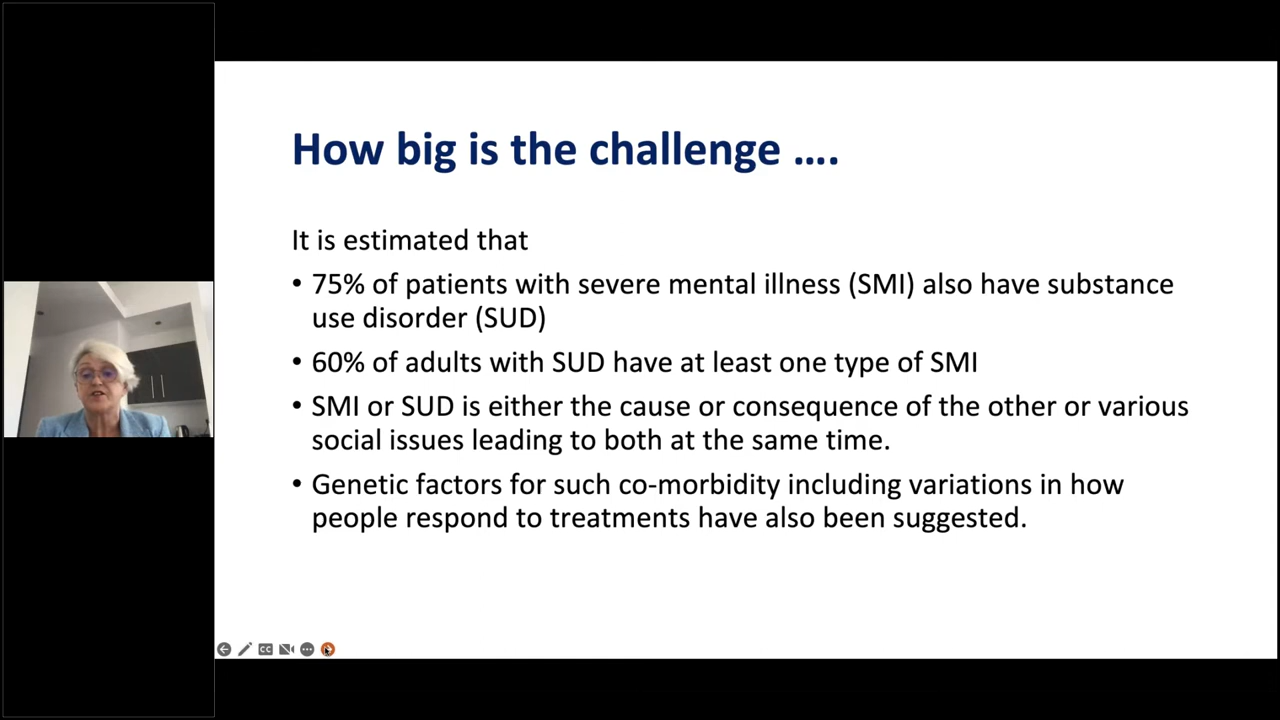 How big is the challenge ....
It is estimated that
• 75% of patients with severe mental illness (SMI) also have substance
use disorder (SUD)
• 60% of adults with SUD have at least one type of SMI
• SMI or SUD is either the cause or consequence of the other or various
social issues leading to both at the same time.
• Genetic factors for such co-morbidity including variations in how
people respond to treatments have also been suggested.
CC